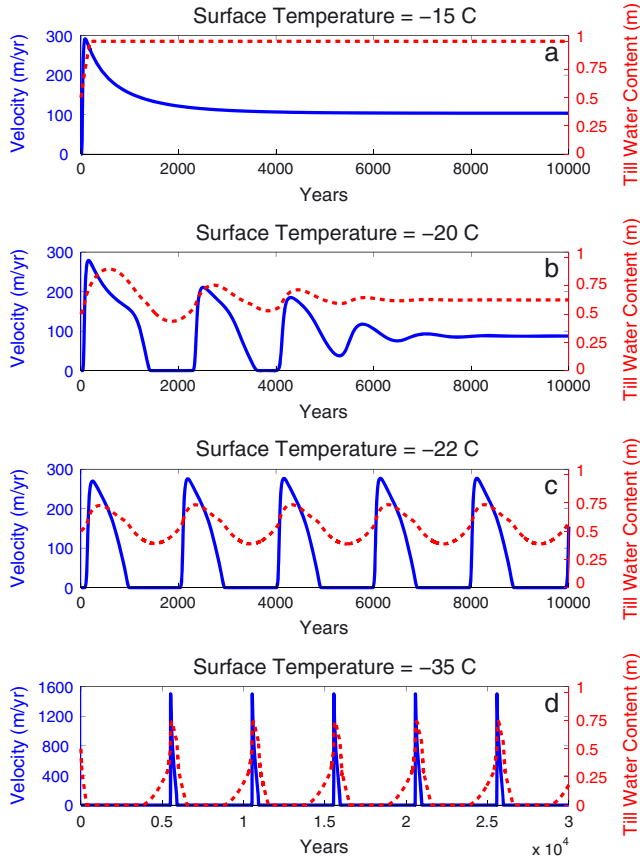 Surface Temperature = −15 C
a
Velocity (m/yr)
300
200
100
0
Till Water Content (m)
1
0.75
0.5
0.25
0
0 2000 4000 6000 8000 10000
Years
Surface Temperature = −20 C
b
Velocity (m/yr)
300
200
100
0
Till Water Content (m)
1
0.75
0.5
0.25
0
0 2000 4000 6000 8000 10000
Years
Surface Temperature = −22 C
c
Velocity (m/yr)
300
200
100
0
Till Water Content (m)
1
0.75
0.5
0.25
0
0 2000 4000 6000 8000 10000
Years
Surface Temperature = −35 C
d
Velocity (m/yr)
1600
1200
800
400
0
Till Water Content (m)
1
0.75
0.5
0.25
0
0 0.5 1 1.5 2 2.5 3
Years
x 10^4